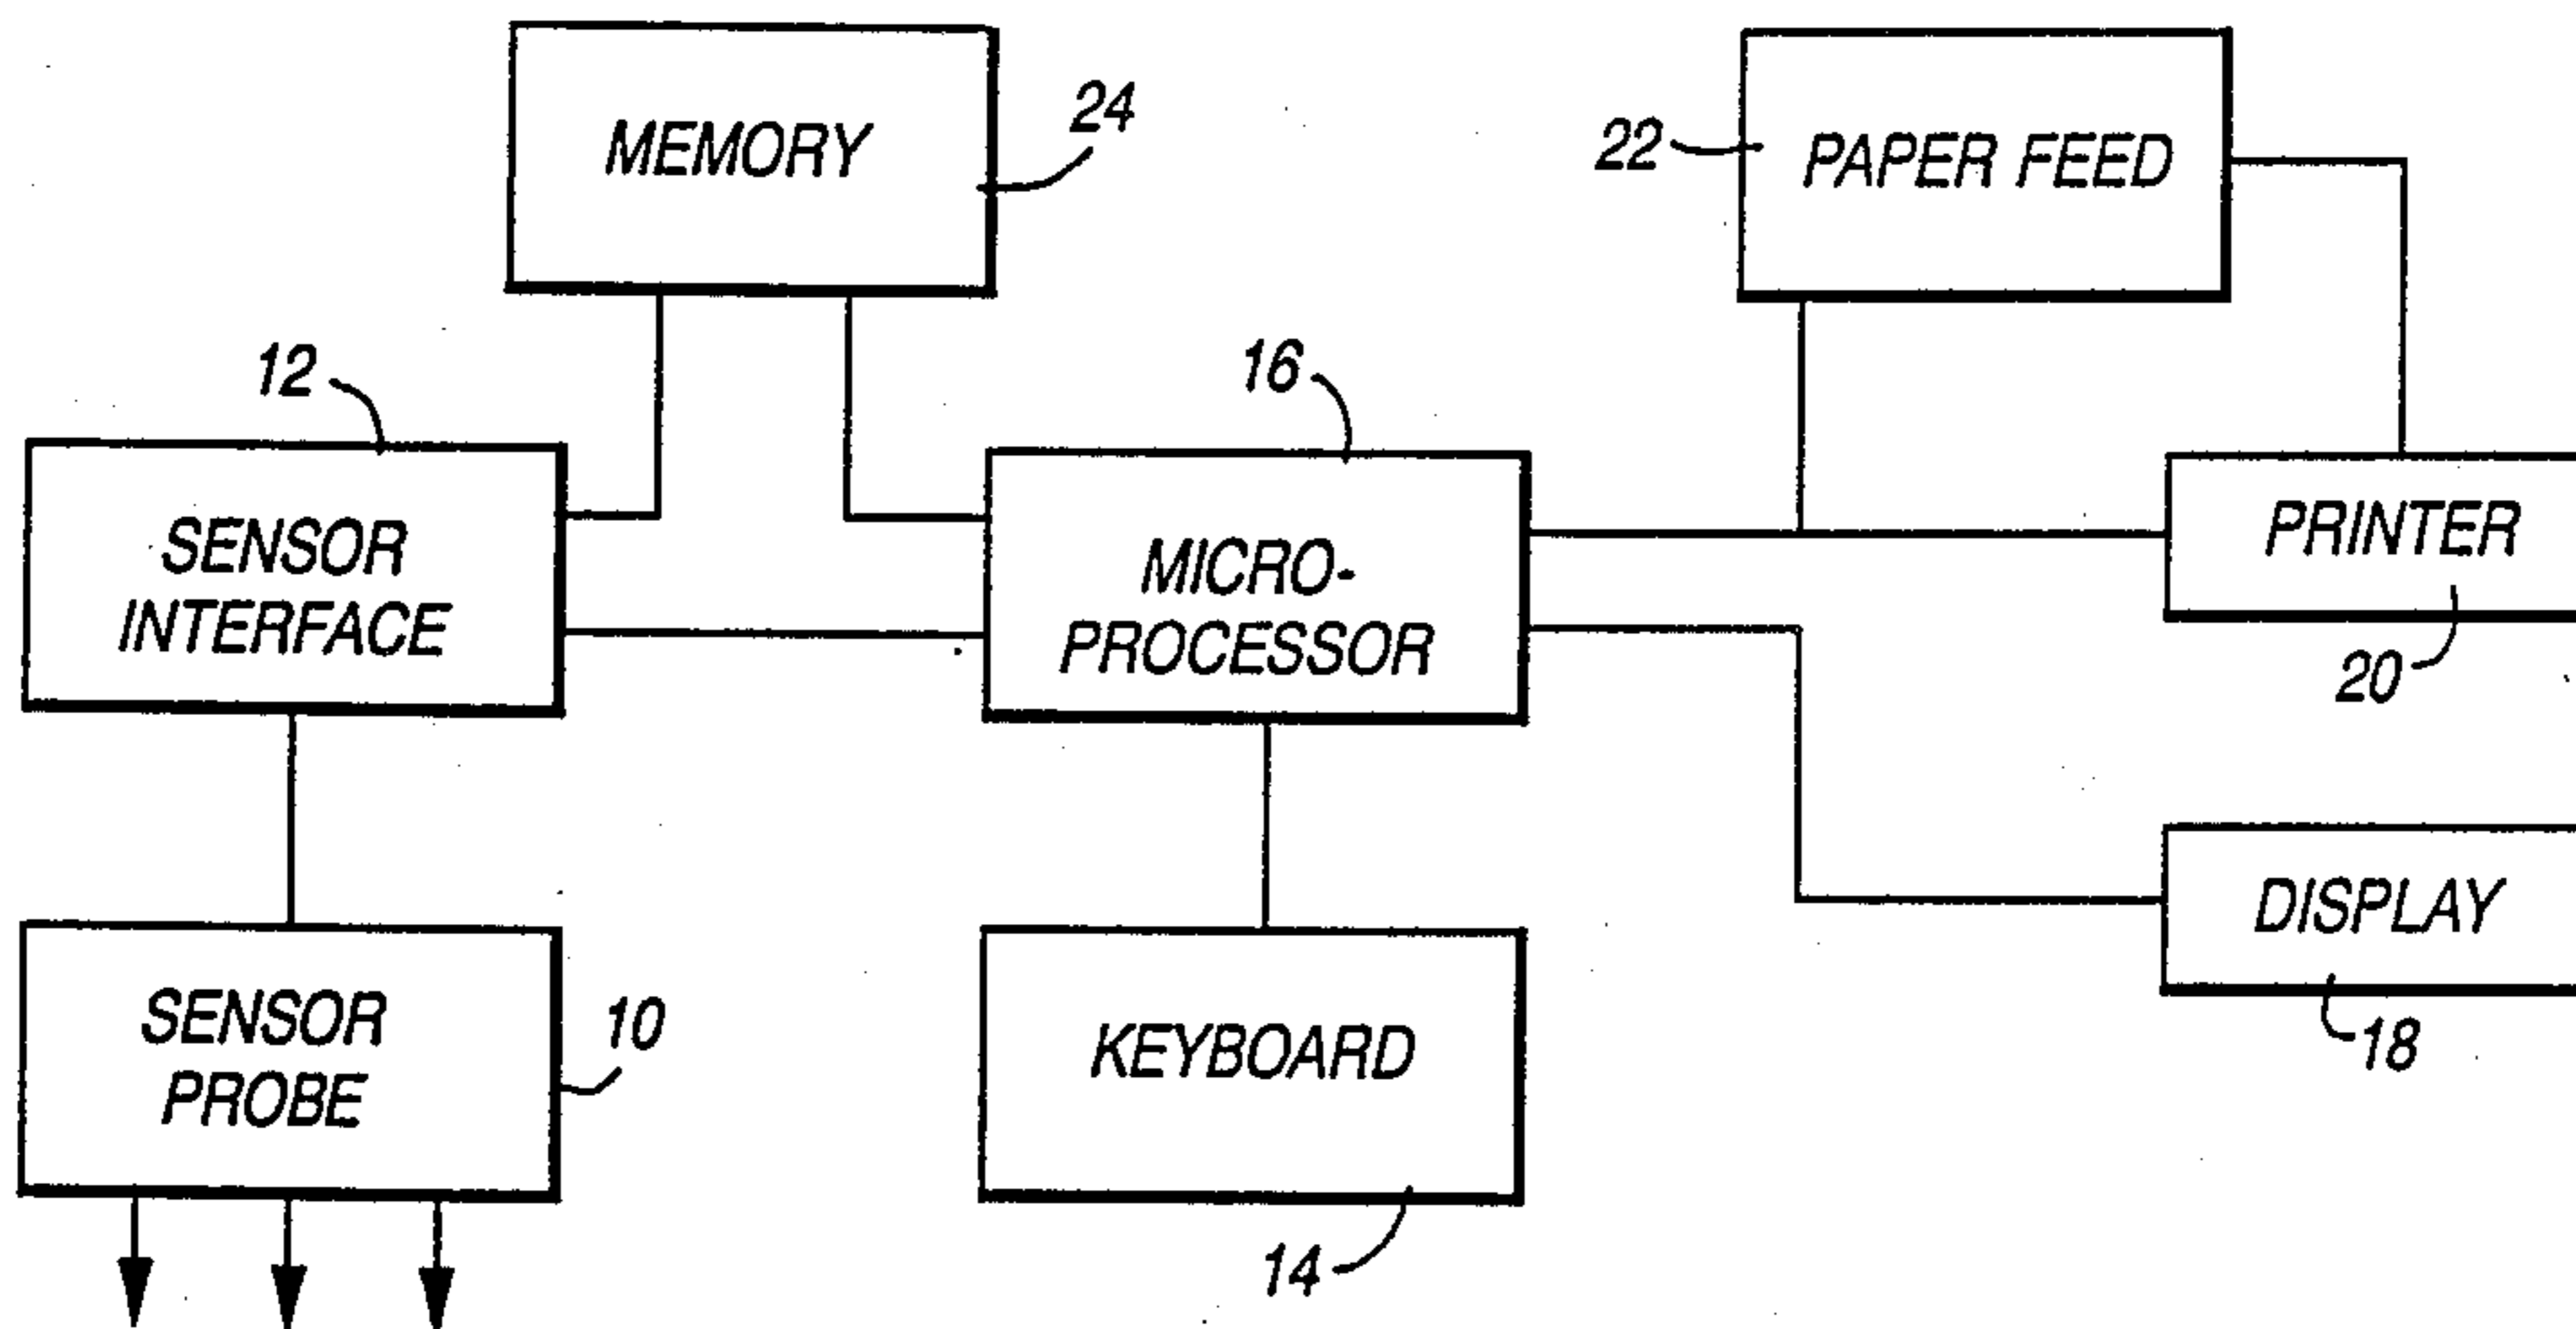 MEMORY
24
22
PAPER FEED
12
16
SENSOR
INTERFACE
MICRO-
PROCESSOR
PRINTER
20
SENSOR
PROBE
10
KEYBOARD
14
DISPLAY
18